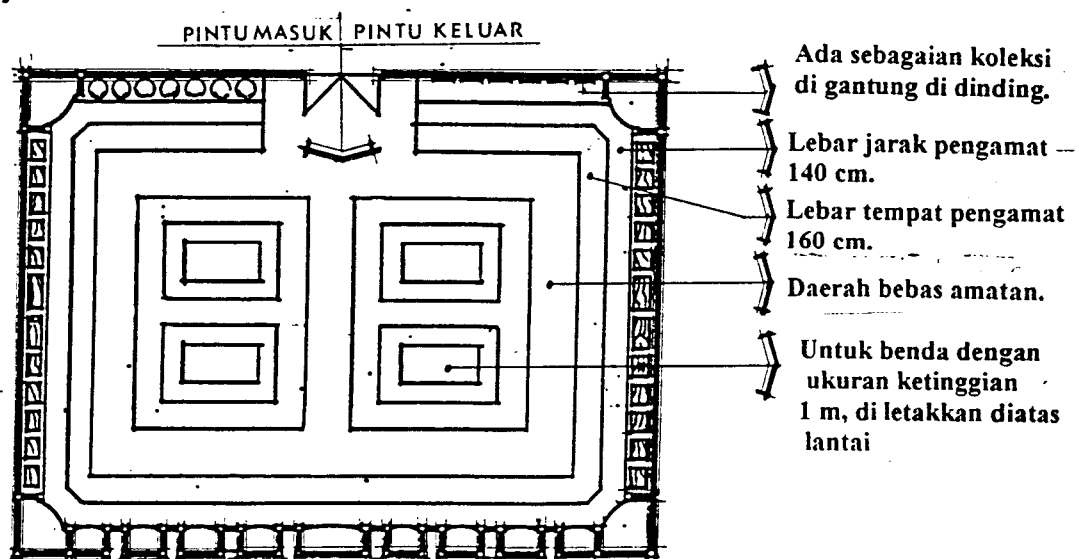 PINTU MASUK PINTU KELUAR
Ada sebagaian koleksi
di gantung di dinding.
Lebar jarak pengamat
140 cm.
Lebar tempat pengamat
160 cm.
Daerah bebas amatan.
Untuk benda dengan
ukuran ketinggian
1 m, di letakkan diatas
lantai